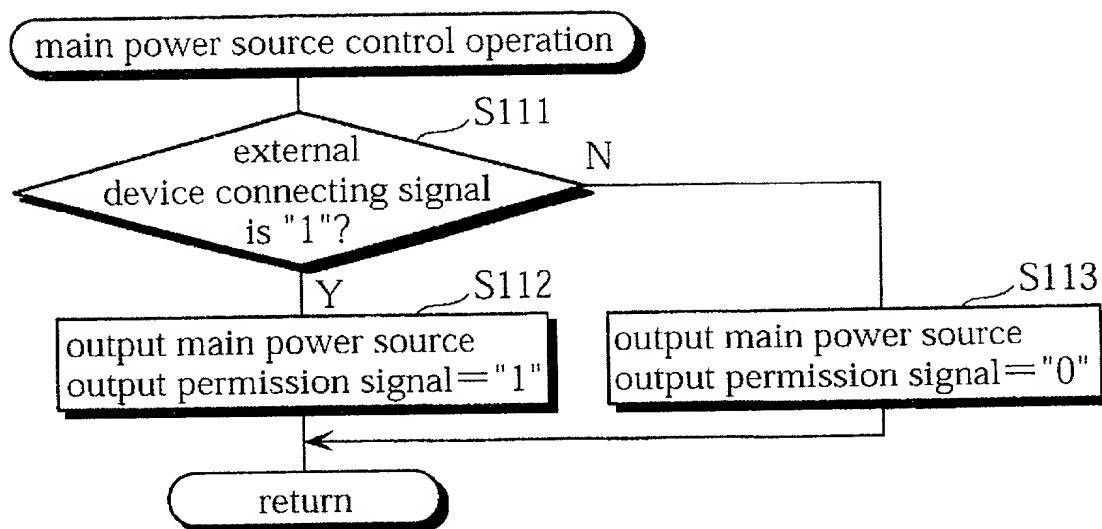 main power source control operation
S111
external
device connecting signal
is "1"?
N
Y
S112
output main power source
output permission signal="1"
S113
output main power source
output permission signal="0"
return